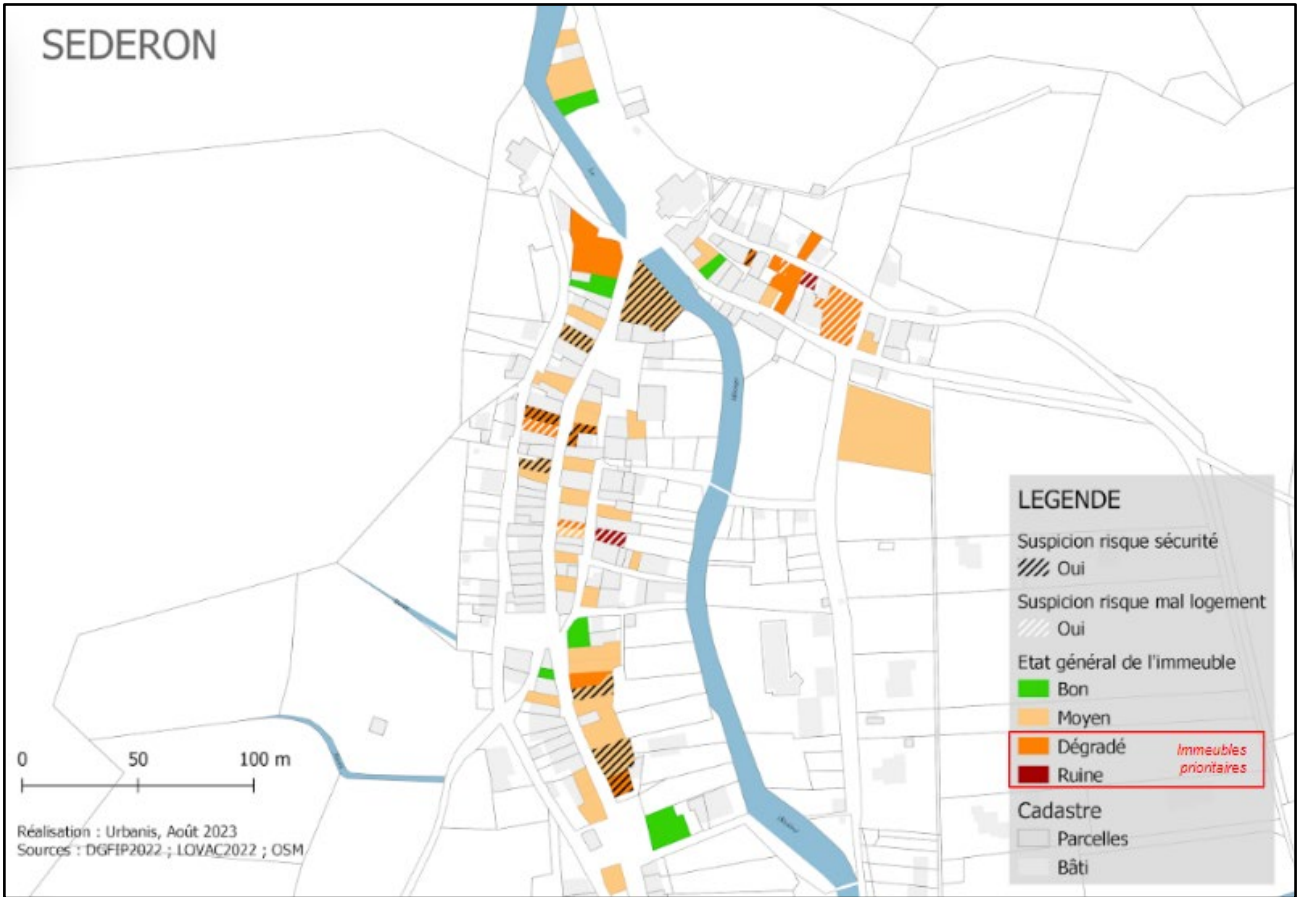 SEDERON
LEGENDE
Suspicion risque sécurité
Oui
Suspicion risque mal logement
Oui
Etat général de l'immeuble
Bon
Moyen
Dégradé
Ruine
Immeubles
prioritaires
Cadastre
Parcelles
Bâti
0 50 100 m
Réalisation : Urbanis, Août 2023
Sources : DGFIP2022 ; LOVAC2022 ; OSM